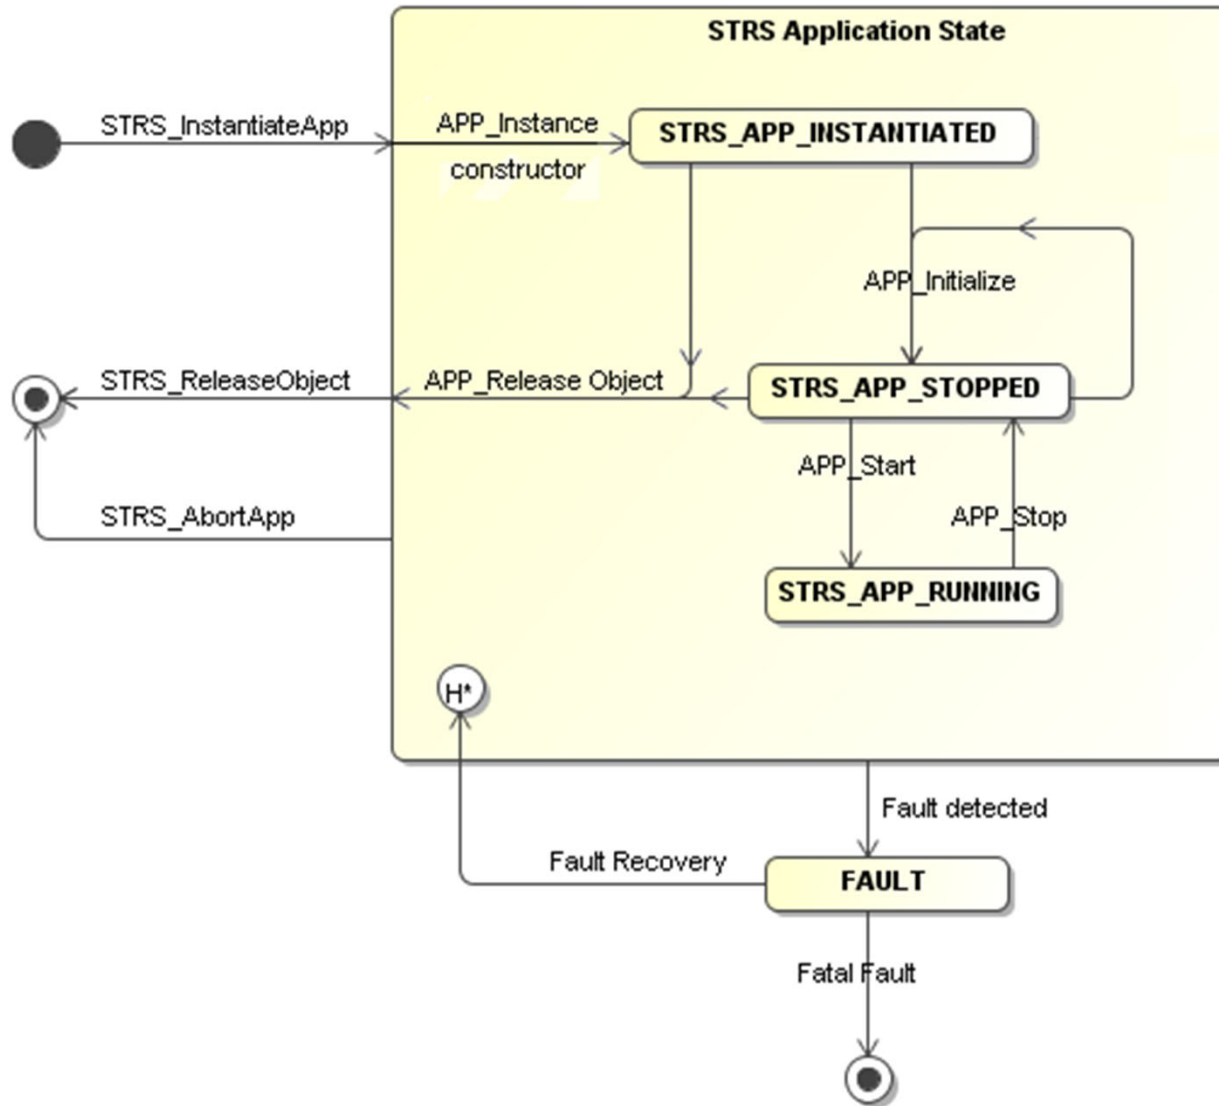 STRS Application State
STRS_InstantiateApp
APP_Instance
constructor
STRS_APP_INSTANTIATED
APP_Initialize
STRS_ReleaseObject
APP_Release Object
STRS_APP_STOPPED
APP_Start
STRS_AbortApp
APP_Stop
STRS_APP_RUNNING
H*
Fault detected
Fault Recovery
FAULT
Fatal Fault